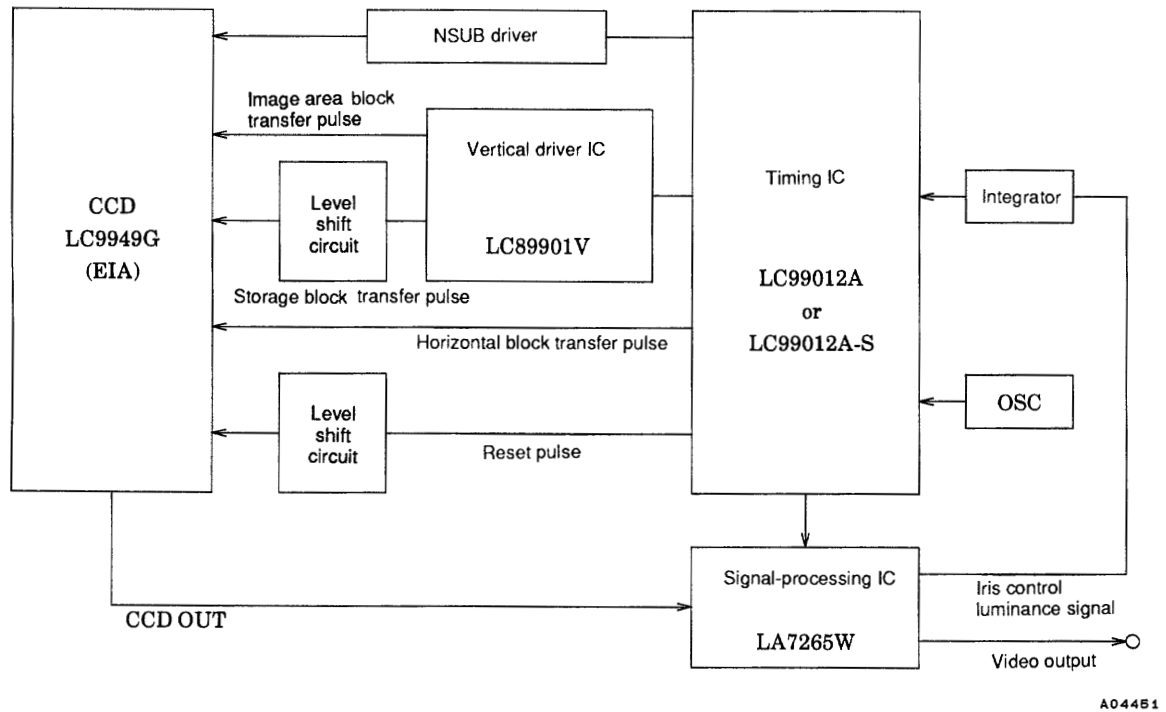 NSUB driver
Image area block
transfer pulse
Vertical driver IC
LC89901V
Level
shift
circuit
Storage block transfer pulse
Horizontal block transfer pulse
Level
shift
circuit
Reset pulse
CCD
LC9949G
(EIA)
Timing IC
LC99012A
or
LC99012A-S
Integrator
OSC
Signal-processing IC
LA7265W
Iris control
luminance signal
Video output
CCD OUT
A04451